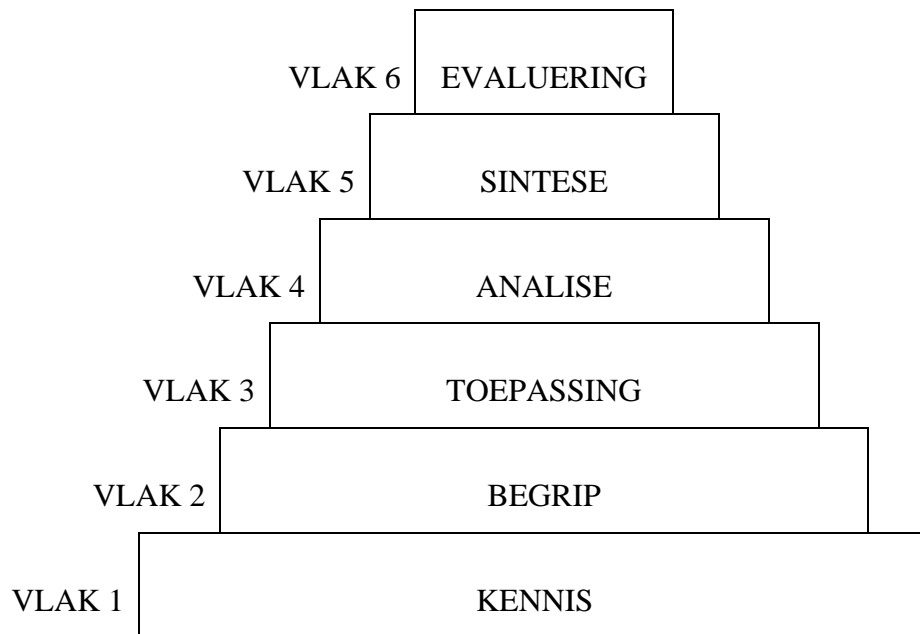 VLAK 6 EVALUERING
VLAK 5 SINTESE
VLAK 4 ANALISE
VLAK 3 TOEPASSING
VLAK 2 BEGRIP
VLAK 1 KENNIS